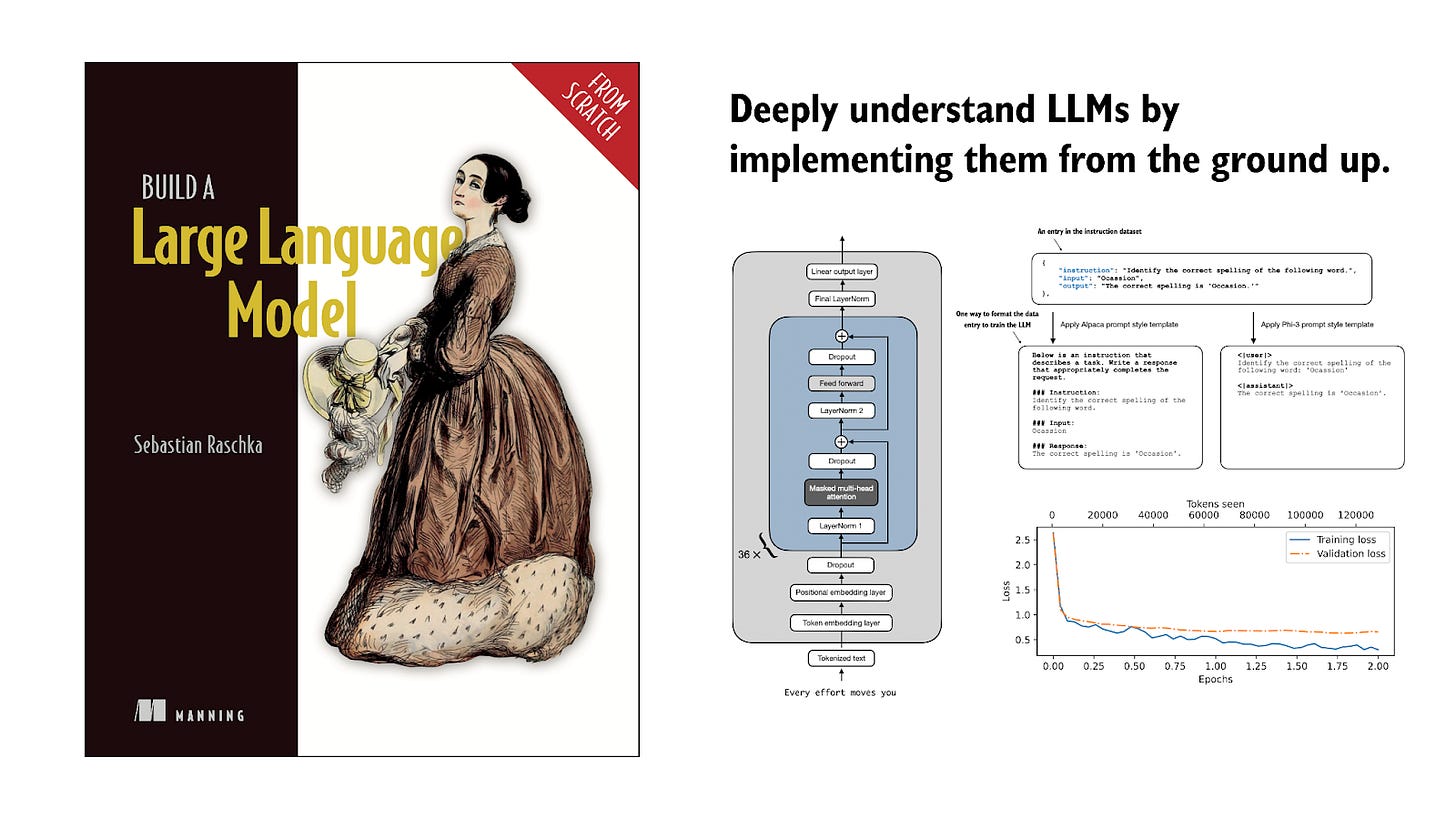 FROM
SCRATCH
BUILD A
Large Language
Model
Sebastian Raschka
MANNING
Deeply understand LLMs by
implementing them from the ground up.
Linear output layer
Final LayerNorm
+
Dropout
Feed forward
LayerNorm 2
+
Dropout
Masked multi-head
attention
LayerNorm 1
36 ×
{
Dropout
Positional embedding layer
Token embedding layer
Tokenized text
Every effort moves you
An entry in the instruction dataset
{
"instruction": "Identify the correct spelling of the following word.",
"input": "Ocassion",
"output": "The correct spelling is 'Occasion.'"
},
One way to format the data
entry to train the LLM
Apply Alpaca prompt style template
Apply Phi-3 prompt style template
Below is an instruction that
describes a task. Write a response
that appropriately completes the
request.
### Instruction:
Identify the correct spelling of the
following word.
### Input:
Ocassion
### Response:
The correct spelling is 'Occasion'.
<|user|>
Identify the correct spelling of the
following word: 'Ocassion'
<|assistant|>
The correct spelling is 'Occasion'.
Tokens seen
0 20000 40000 60000 80000 100000 120000
Training loss
Validation loss
2.5
2.0
1.5
1.0
0.5
Loss
0.00 0.25 0.50 0.75 1.00 1.25 1.50 1.75 2.00
Epochs